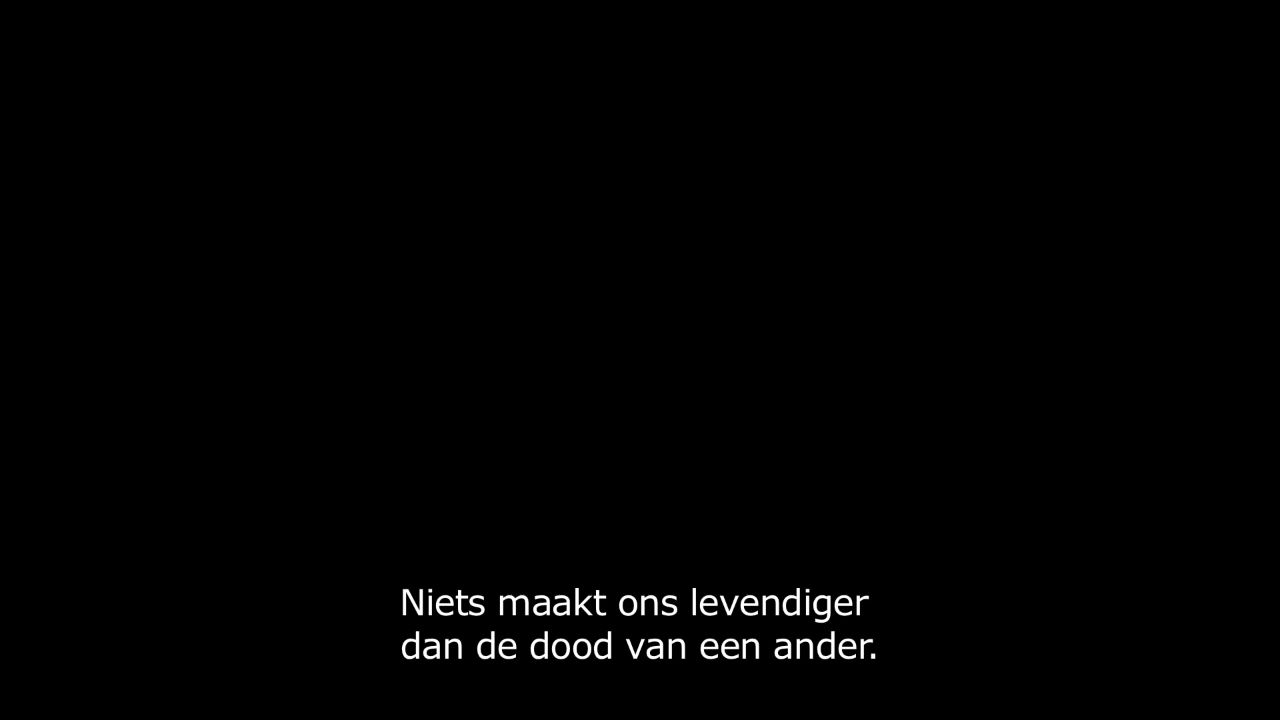 Niets maakt ons levendiger
dan de dood van een ander.